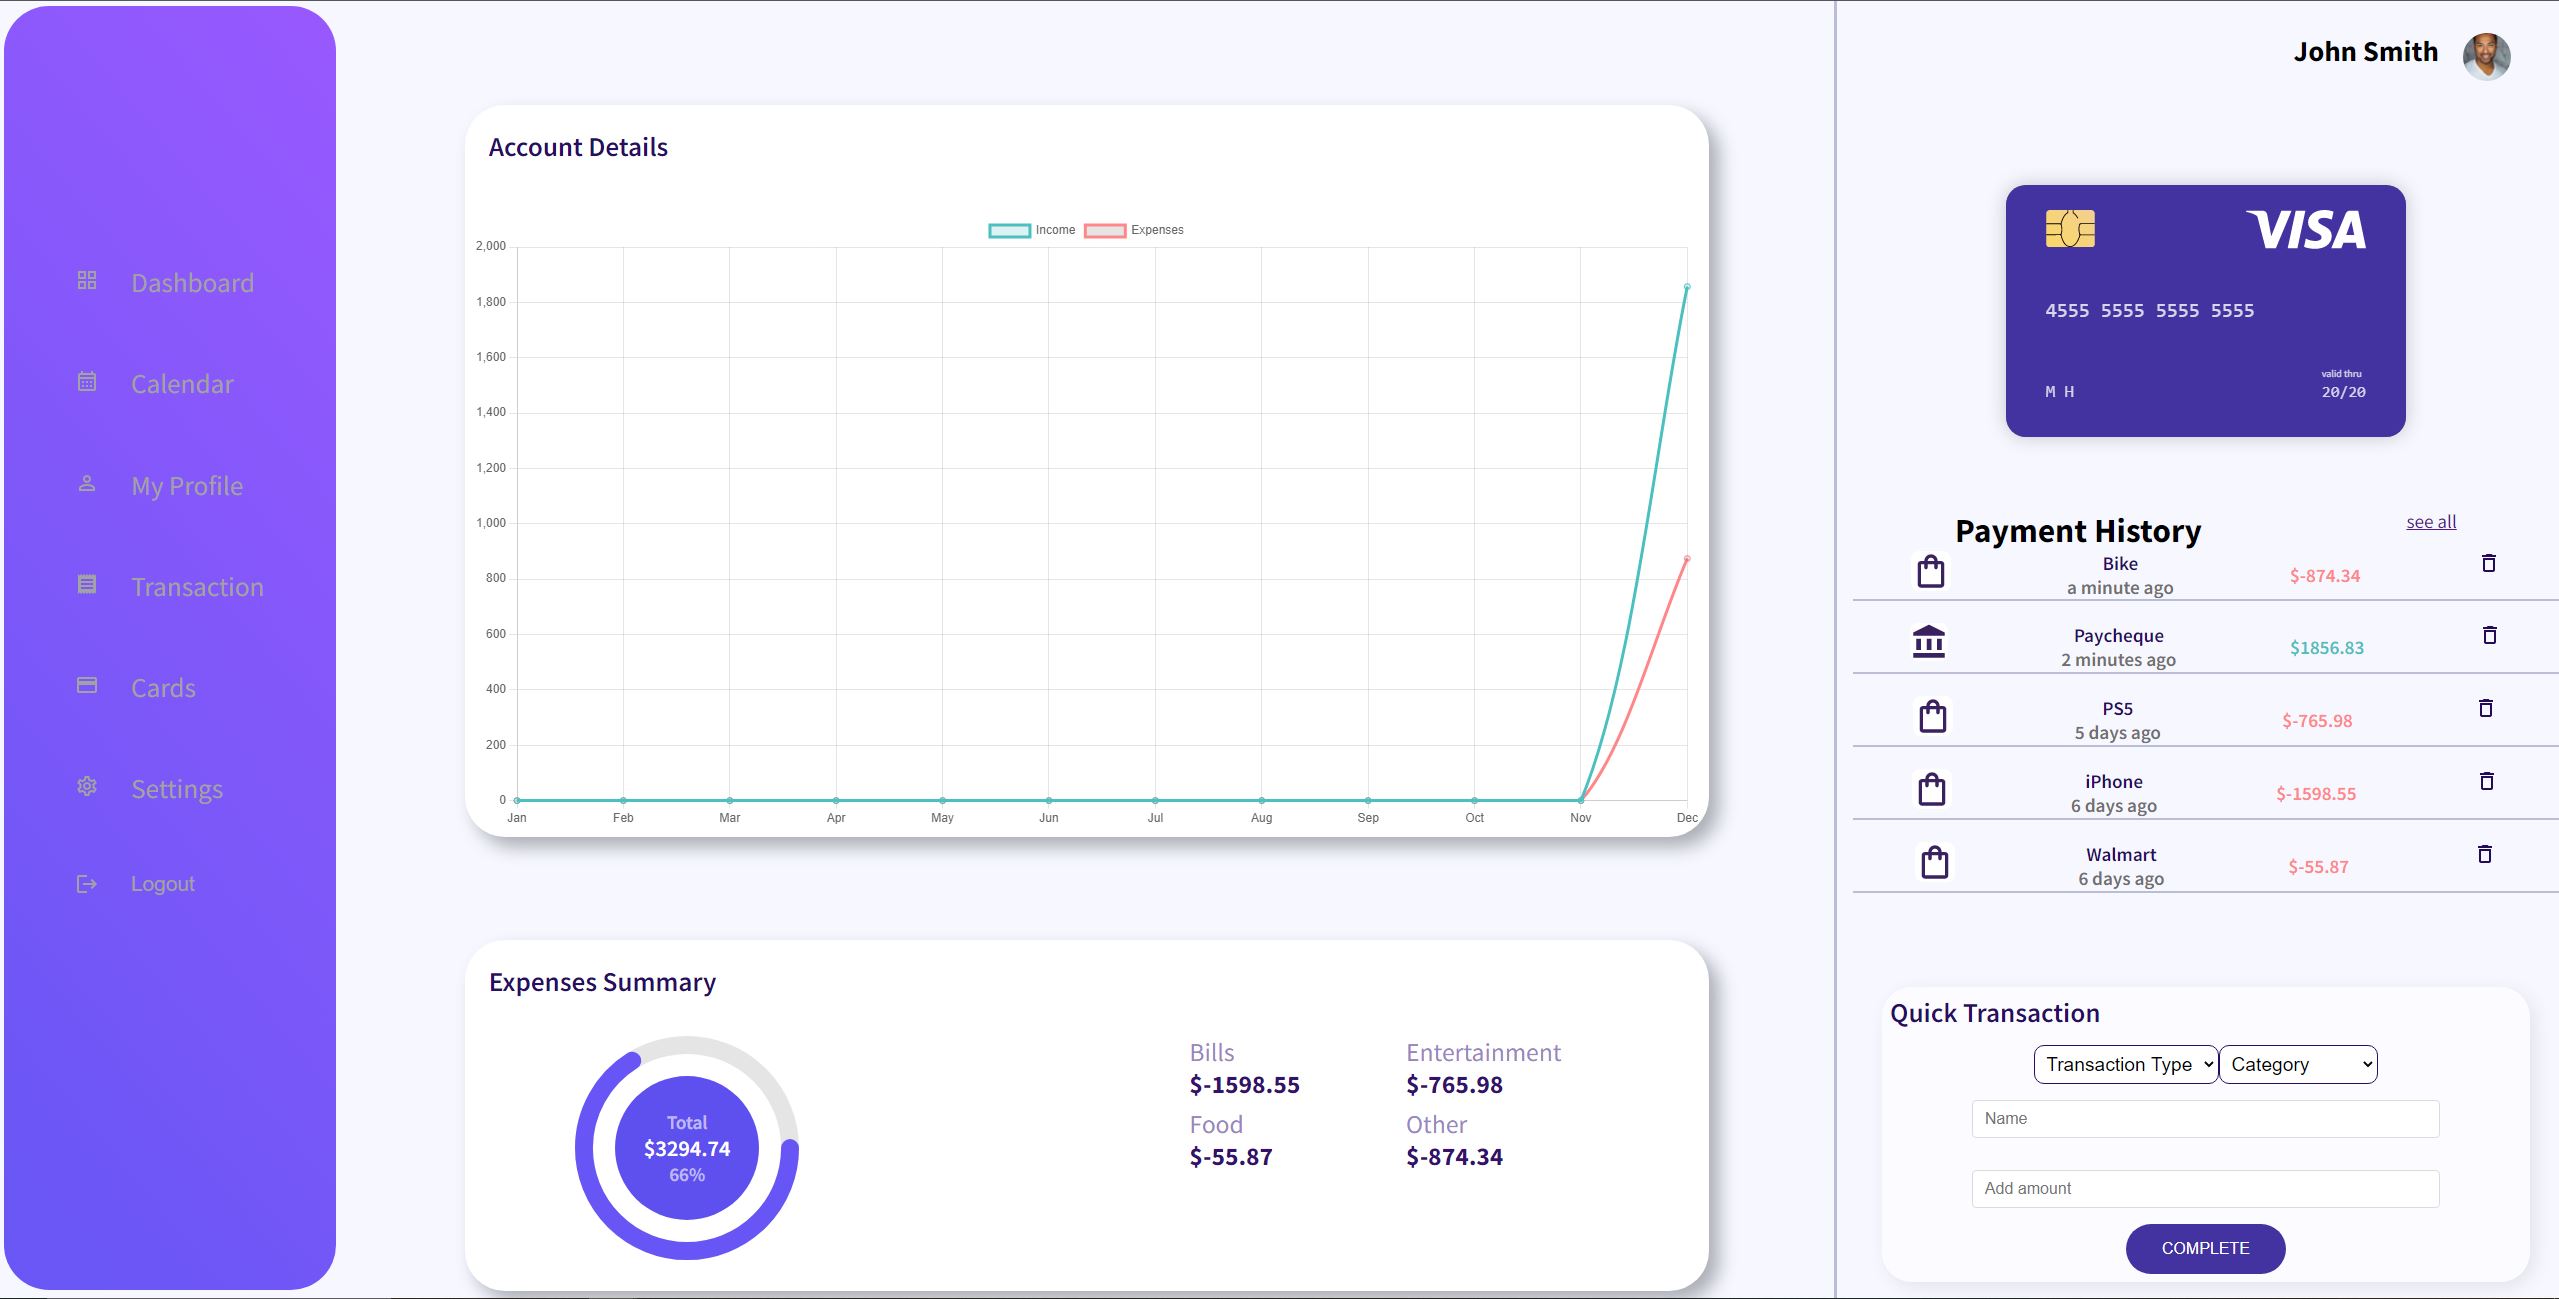 Dashboard
Calendar
My Profile
Transaction
Cards
Settings
Logout
Account Details
Income Expenses
2,000
1,800
1,600
1,400
1,200
1,000
800
600
400
200
0
Jan Feb Mar Apr May Jun Jul Aug Sep Oct Nov Dec
Expenses Summary
Total
$3294.74
66%
Bills Entertainment
$-1598.55 $-765.98
Food Other
$-55.87 $-874.34
John Smith
VISA
4555 5555 5555 5555
valid thru
M H 20/20
Payment History see all
Bike
a minute ago
$-874.34
Paycheque
2 minutes ago
$1856.83
PS5
5 days ago
$-765.98
iPhone
6 days ago
$-1598.55
Walmart
6 days ago
$-55.87
Quick Transaction
Transaction Type Category
Name
Add amount
COMPLETE